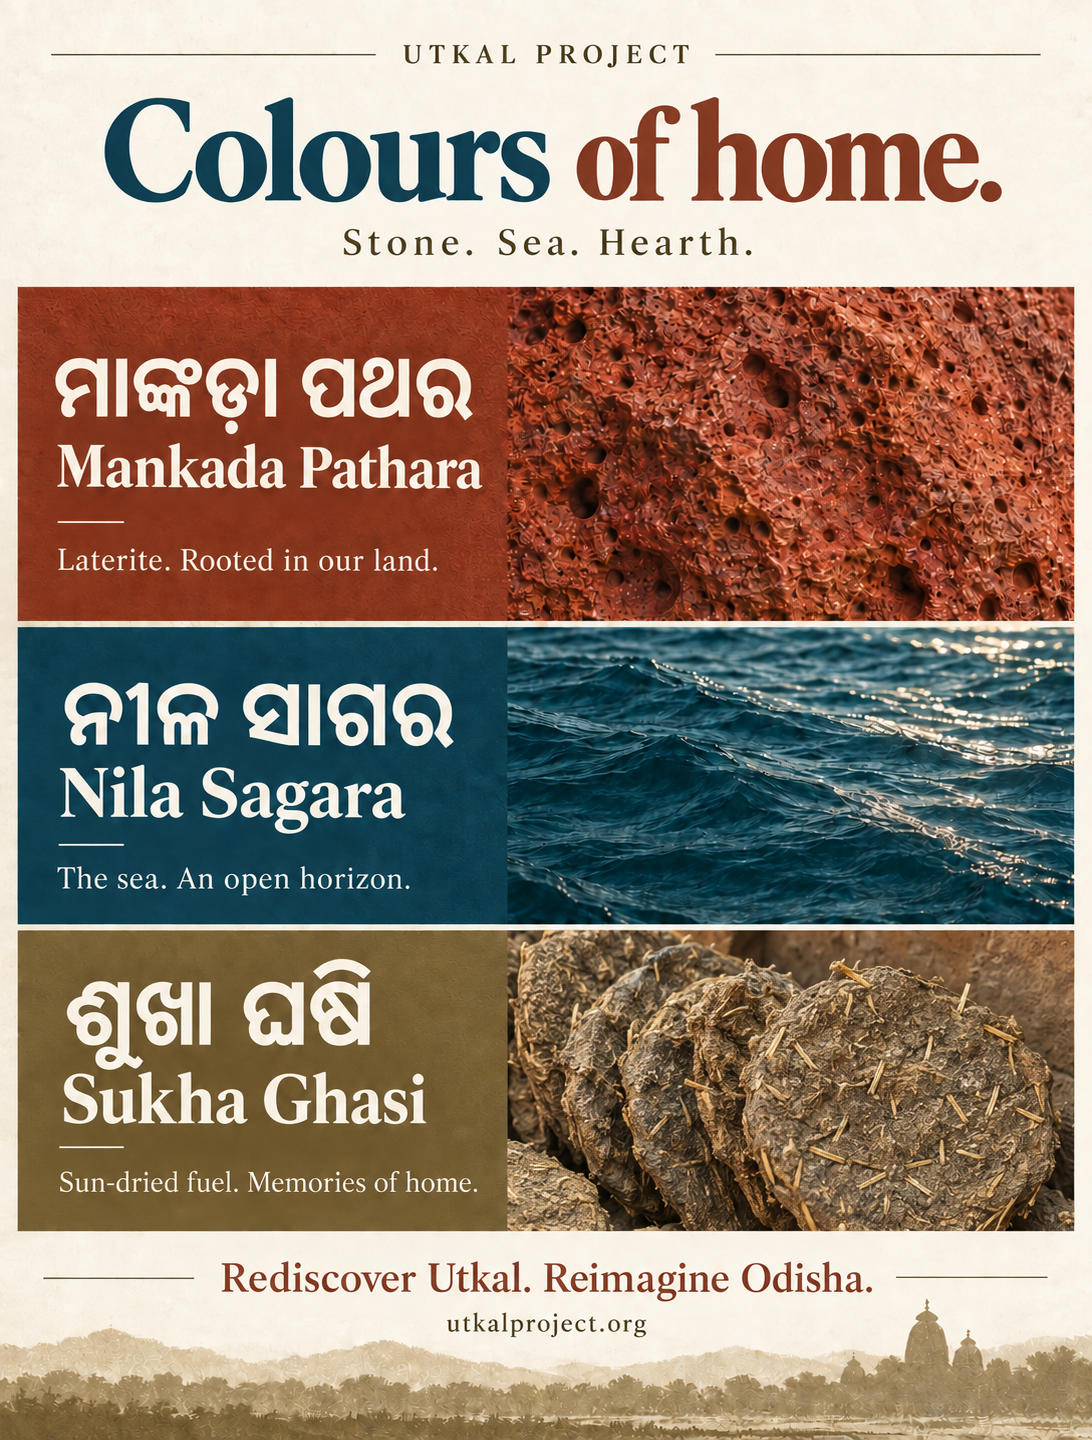 UTKAL PROJECT
Colours of home.
Stone. Sea. Hearth.
ମାଙ୍କଡ଼ା ପଥର
Mankada Pathara
Laterite. Rooted in our land.
ନୀଳ ସାଗର
Nila Sagara
The sea. An open horizon.
ଶୁଖା ଘଷି
Sukha Ghasi
Sun-dried fuel. Memories of home.
Rediscover Utkal. Reimagine Odisha.
utkalproject.org